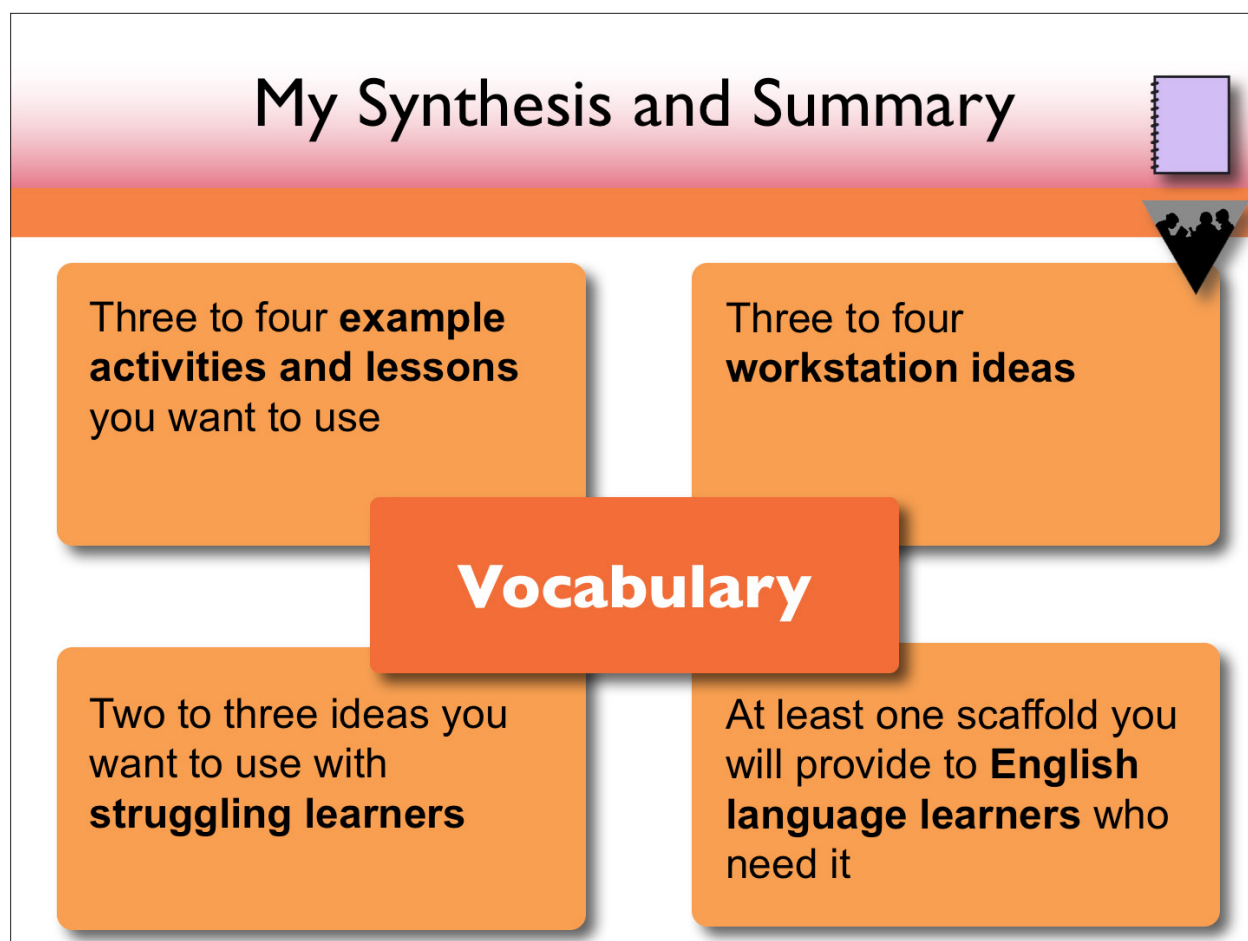 My Synthesis and Summary
Three to four example
activities and lessons
you want to use
Three to four
workstation ideas
Vocabulary
Two to three ideas you
want to use with
struggling learners
At least one scaffold you
will provide to English
language learners who
need it